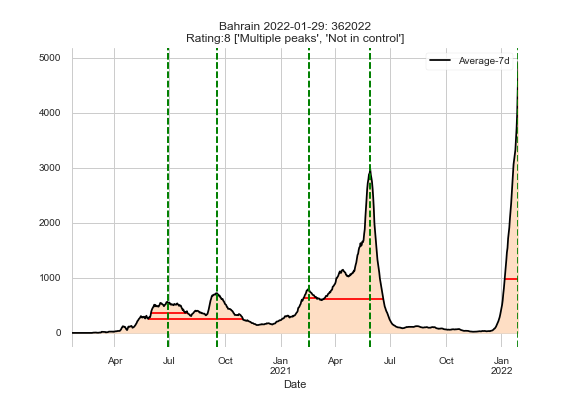 Bahrain 2022-01-29: 362022
Rating:8 ['Multiple peaks', 'Not in control']
Average-7d
5000
4000
3000
2000
1000
0
Apr Jul Oct Jan Apr Jul Oct Jan
2021 2022
Date